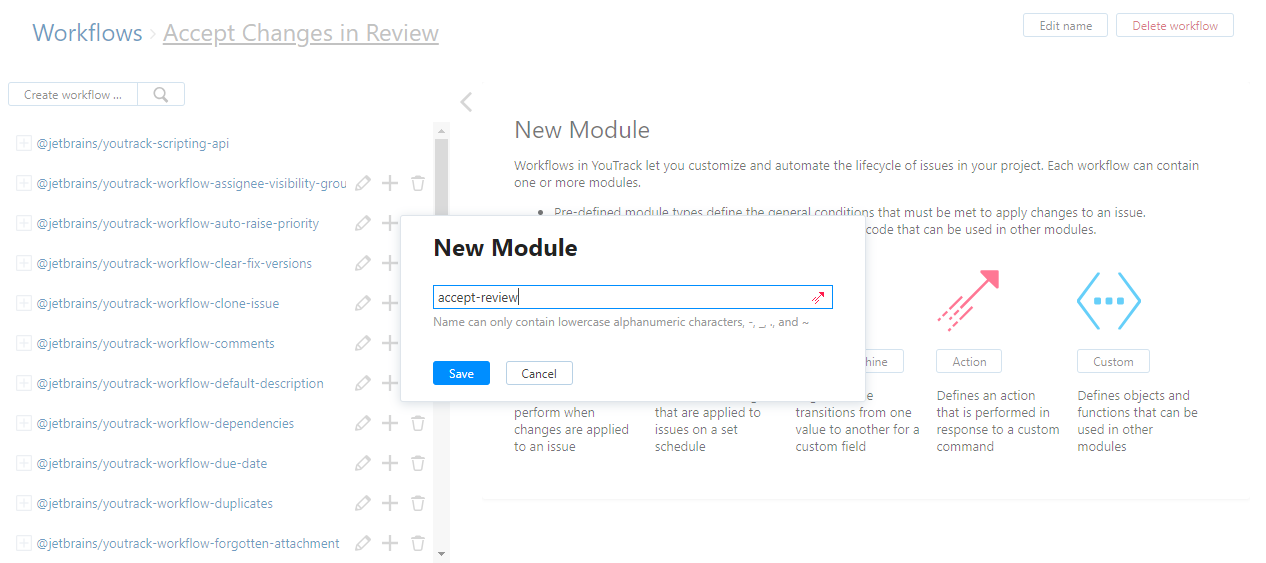 Workflows › Accept Changes in Review
Edit name
Delete workflow
Create workflow ...
@jetbrains/youtrack-scripting-api
@jetbrains/youtrack-workflow-assignee-visibility-grou
@jetbrains/youtrack-workflow-auto-raise-priority
@jetbrains/youtrack-workflow-clear-fix-versions
@jetbrains/youtrack-workflow-clone-issue
@jetbrains/youtrack-workflow-comments
@jetbrains/youtrack-workflow-default-description
@jetbrains/youtrack-workflow-dependencies
@jetbrains/youtrack-workflow-due-date
@jetbrains/youtrack-workflow-duplicates
@jetbrains/youtrack-workflow-forgotten-attachment
New Module
Workflows in YouTrack let you customize and automate the lifecycle of issues in your project. Each workflow can contain
one or more modules.
• Pre-defined module types define the general conditions that must be met to apply changes to an issue.
code that can be used in other modules.
New Module
accept-review
Name can only contain lowercase alphanumeric characters, -, _, ., and ~
Save
Cancel
hine
Action
Custom
perform when
changes are applied
to an issue
that are applied to
issues on a set
schedule
transitions from one
value to another for a
custom field
Defines an action
that is performed in
response to a custom
command
Defines objects and
functions that can be
used in other
modules